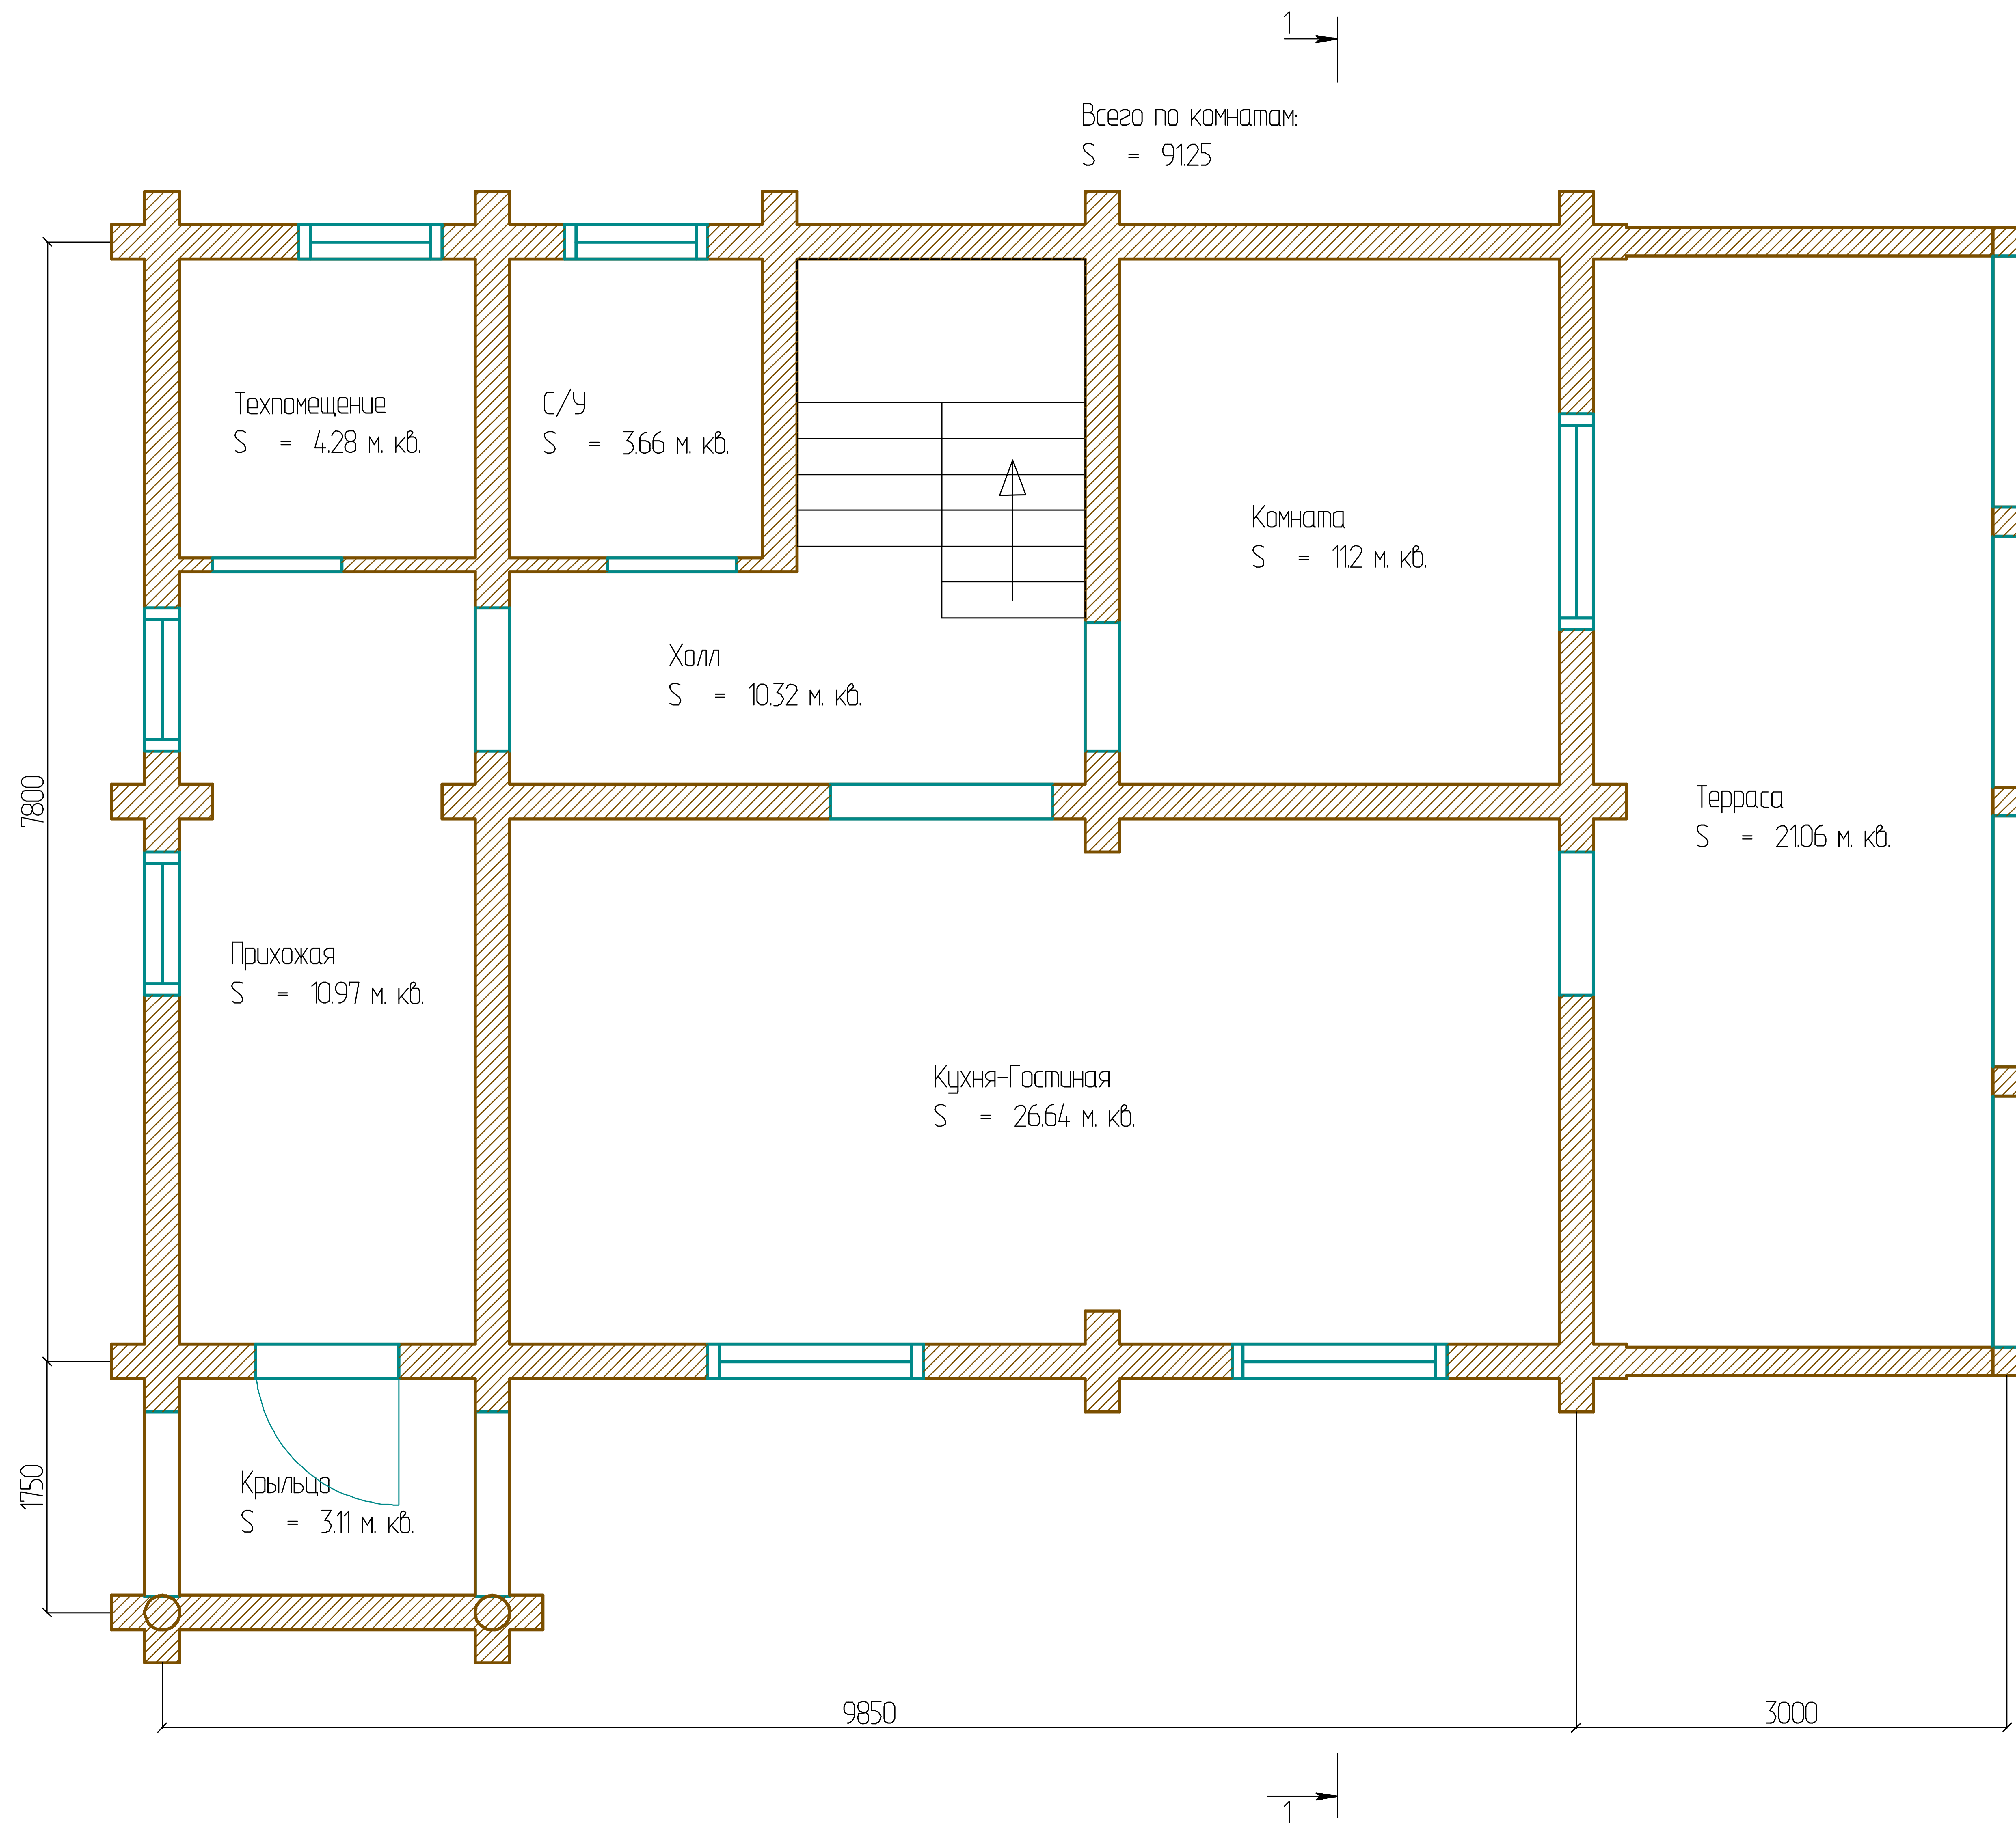 1
Всего по комнатам:
S = 91.25
Техпомещение
S = 4.28 м. кв.
С/У
S = 3.66 м. кв.
Комната
S = 11.2 м. кв.
Холл
S = 10.32 м. кв.
7800
Терраса
S = 21.06 м. кв.
Прихожая
S = 10.97 м. кв.
Кухня-Гостиная
S = 26.64 м. кв.
1750
Крыльцо
S = 3.11 м. кв.
9850
3000
1